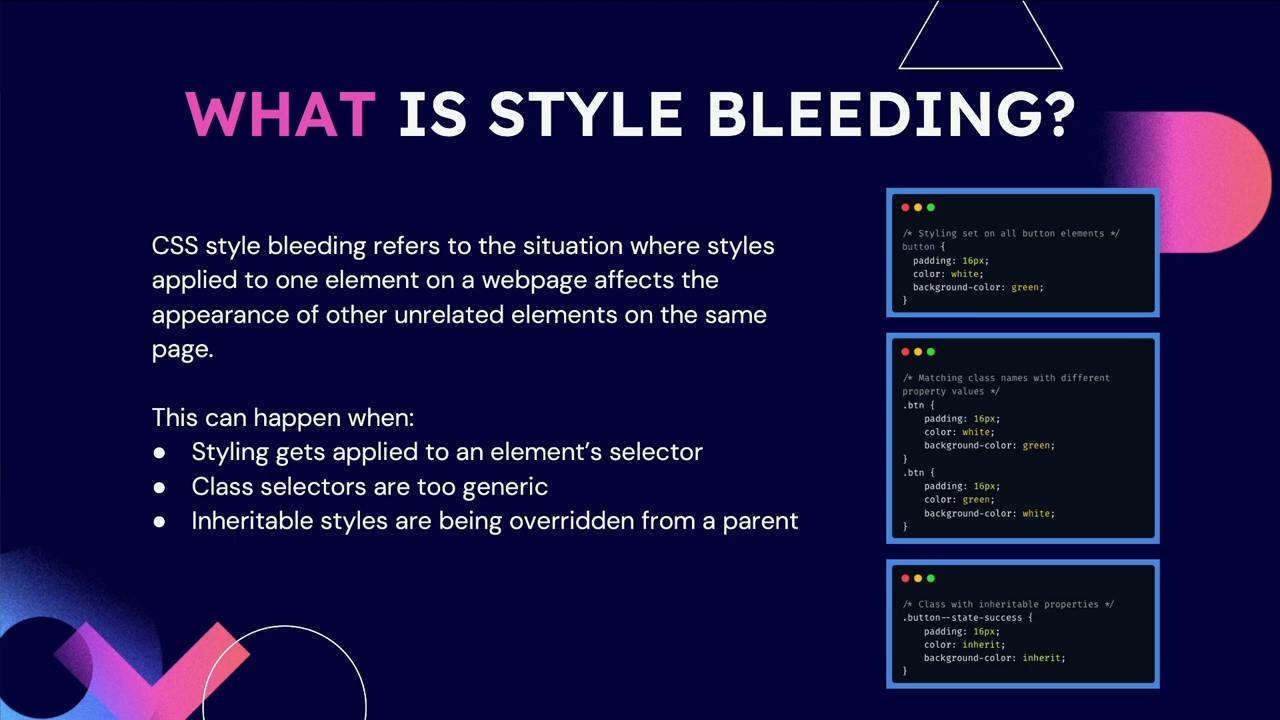 WHAT IS STYLE BLEEDING?
CSS style bleeding refers to the situation where styles
applied to one element on a webpage affects the
appearance of other unrelated elements on the same
page.
This can happen when:
● Styling gets applied to an element’s selector
● Class selectors are too generic
● Inheritable styles are being overridden from a parent
/* Styling set on all button elements */
button {
  padding: 16px;
  color: white;
  background-color: green;
}
/* Matching class names with different
property values */
.btn {
    padding: 16px;
    color: white;
    background-color: green;
}
.btn {
    padding: 16px;
    color: green;
    background-color: white;
}
/* Class with inheritable properties */
.button--state-success {
    padding: 16px;
    color: inherit;
    background-color: inherit;
}